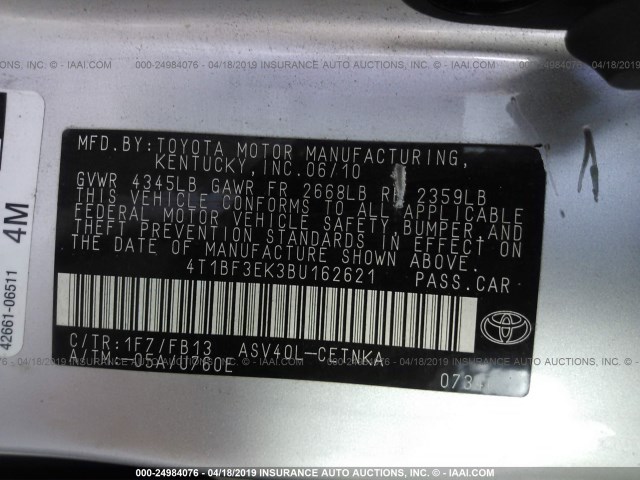 000-24984076 - 04/18/2019 INSURANCE AUTO AUCTIONS, INC. - ©IAAI.COM
MFD.BY: TOYOTA MOTOR MANUFACTURING,
KENTUCKY, INC. 06/10
GVWR 4345LB GAWR FR 2668LB RR 2359LB
THIS VEHICLE CONFORMS TO ALL APPLICABLE
FEDERAL MOTOR VEHICLE SAFETY, BUMPER, AND
THEFT PREVENTION STANDARDS IN EFFECT ON
THE DATE OF MANUFACTURE SHOWN ABOVE.
4T1BF3EK3BU162621 PASS.CAR
C/TR: 1F7/FB13 ASV40L-CETNKA
A/TM: -05A/U760E
TOYOTA
42661-06511 4M
A
000-24984076 - 04/18/2019 INSURANCE AUTO AUCTIONS, INC. - ©IAAI.COM